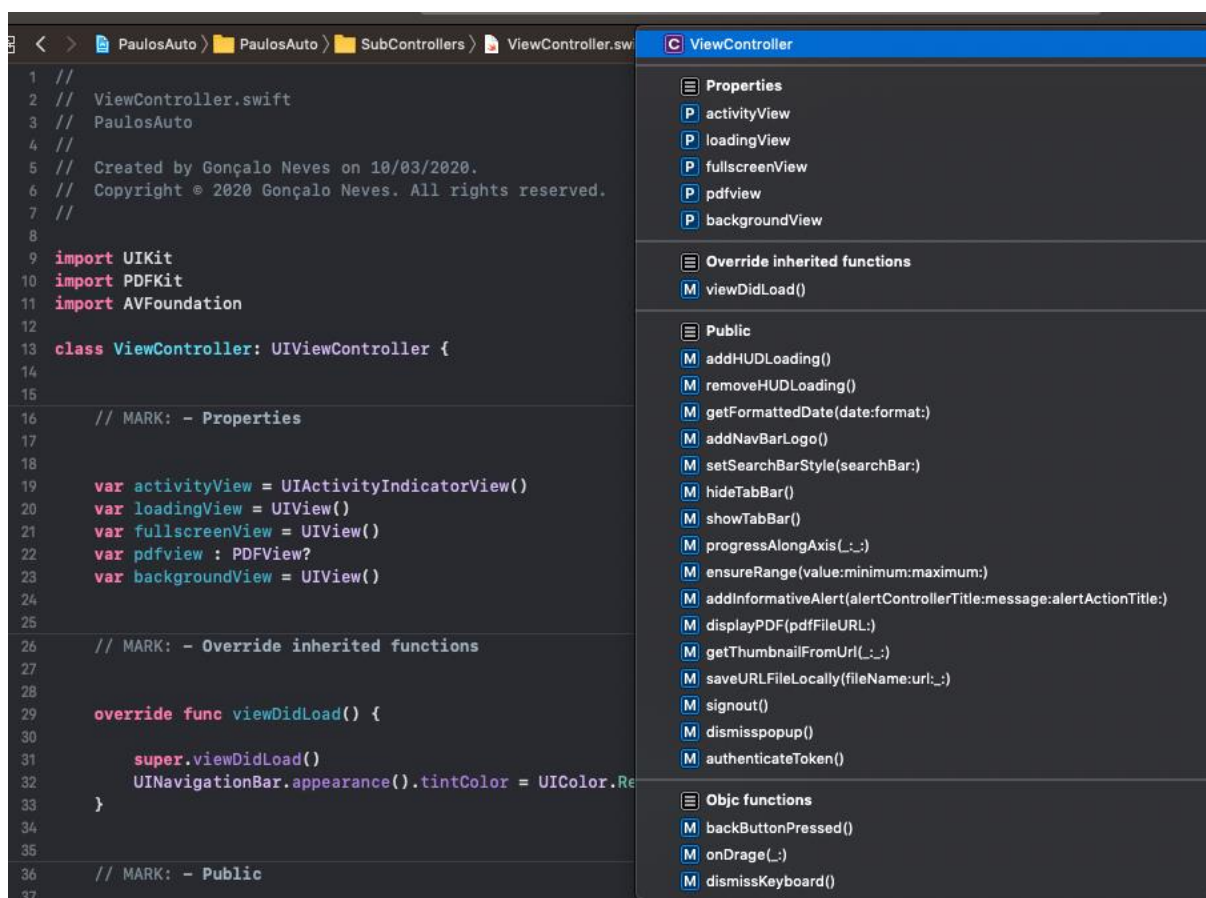 PaulosAuto 〉 PaulosAuto 〉 SubControllers 〉 ViewController.swi
1 //
2 // ViewController.swift
3 // PaulosAuto
4 //
5 // Created by Gonçalo Neves on 10/03/2020.
6 // Copyright © 2020 Gonçalo Neves. All rights reserved.
7 //
8
9 import UIKit
10 import PDFKit
11 import AVFoundation
12
13 class ViewController: UIViewController {
14
15
16 // MARK: – Properties
17
18
19 var activityView = UIActivityIndicatorView()
20 var loadingView = UIView()
21 var fullscreenView = UIView()
22 var pdfview : PDFView?
23 var backgroundView = UIView()
24
25
26 // MARK: – Override inherited functions
27
28
29 override func viewDidLoad() {
30
31 super.viewDidLoad()
32 UINavigationBar.appearance().tintColor = UIColor.Re
33 }
34
35
36 // MARK: – Public
37
C ViewController
Properties
P activityView
P loadingView
P fullscreenView
P pdfview
P backgroundView
Override inherited functions
M viewDidLoad()
Public
M addHUDLoading()
M removeHUDLoading()
M getFormattedDate(date:format:)
M addNavBarLogo()
M setSearchBarStyle(searchBar:)
M hideTabBar()
M showTabBar()
M progressAlongAxis(_:_:)
M ensureRange(value:minimum:maximum:)
M addInformativeAlert(alertControllerTitle:message:alertActionTitle:)
M displayPDF(pdfFileURL:)
M getThumbnailFromUrl(_:_:)
M saveURLFileLocally(fileName:url:_:)
M signout()
M dismisspopup()
M authenticateToken()
Objc functions
M backButtonPressed()
M onDrage(_:)
M dismissKeyboard()